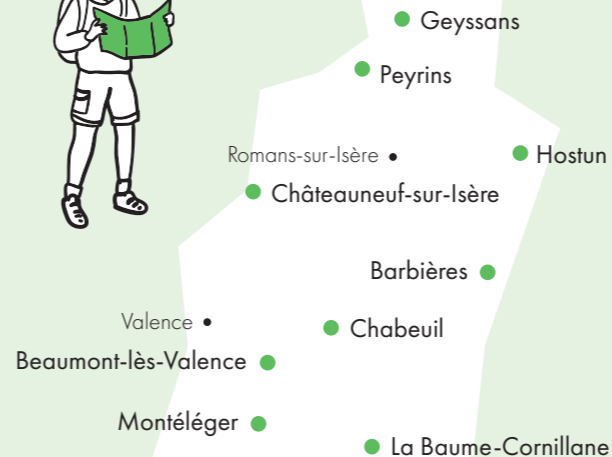 Geyssans
Peyrins
Romans-sur-Isère
Hostun
Châteauneuf-sur-Isère
Barbières
Valence
Chabeuil
Beaumont-lès-Valence
Montéléger
La Baume-Cornillane